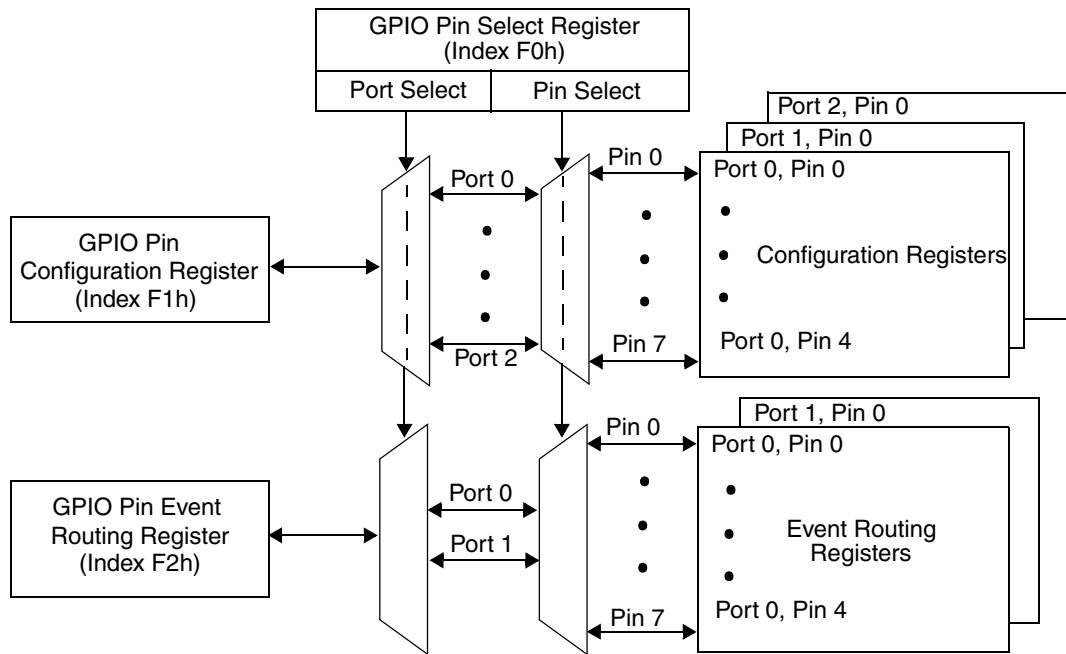 GPIO Pin Select Register
(Index F0h)
Port Select
Pin Select
Port 2, Pin 0
Port 1, Pin 0
Port 0, Pin 0
Port 0
Pin 0
GPIO Pin
Configuration Register
(Index F1h)
Configuration Registers
Port 2
Pin 7
Port 0, Pin 4
Port 1, Pin 0
Pin 0
Port 0, Pin 0
GPIO Pin Event
Routing Register
(Index F2h)
Port 0
Port 1
Event Routing
Registers
Pin 7
Port 0, Pin 4